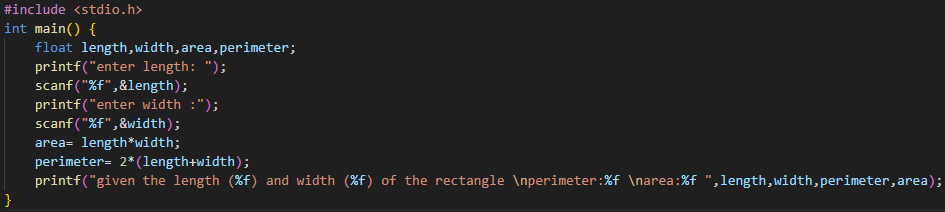 #include <stdio.h>
int main() {
    float length,width,area,perimeter;
    printf("enter length: ");
    scanf("%f",&length);
    printf("enter width :");
    scanf("%f",&width);
    area= length*width;
    perimeter= 2*(length+width);
    printf("given the length (%f) and width (%f) of the rectangle \nperimeter:%f \narea:%f ",length,width,perimeter,area);
}